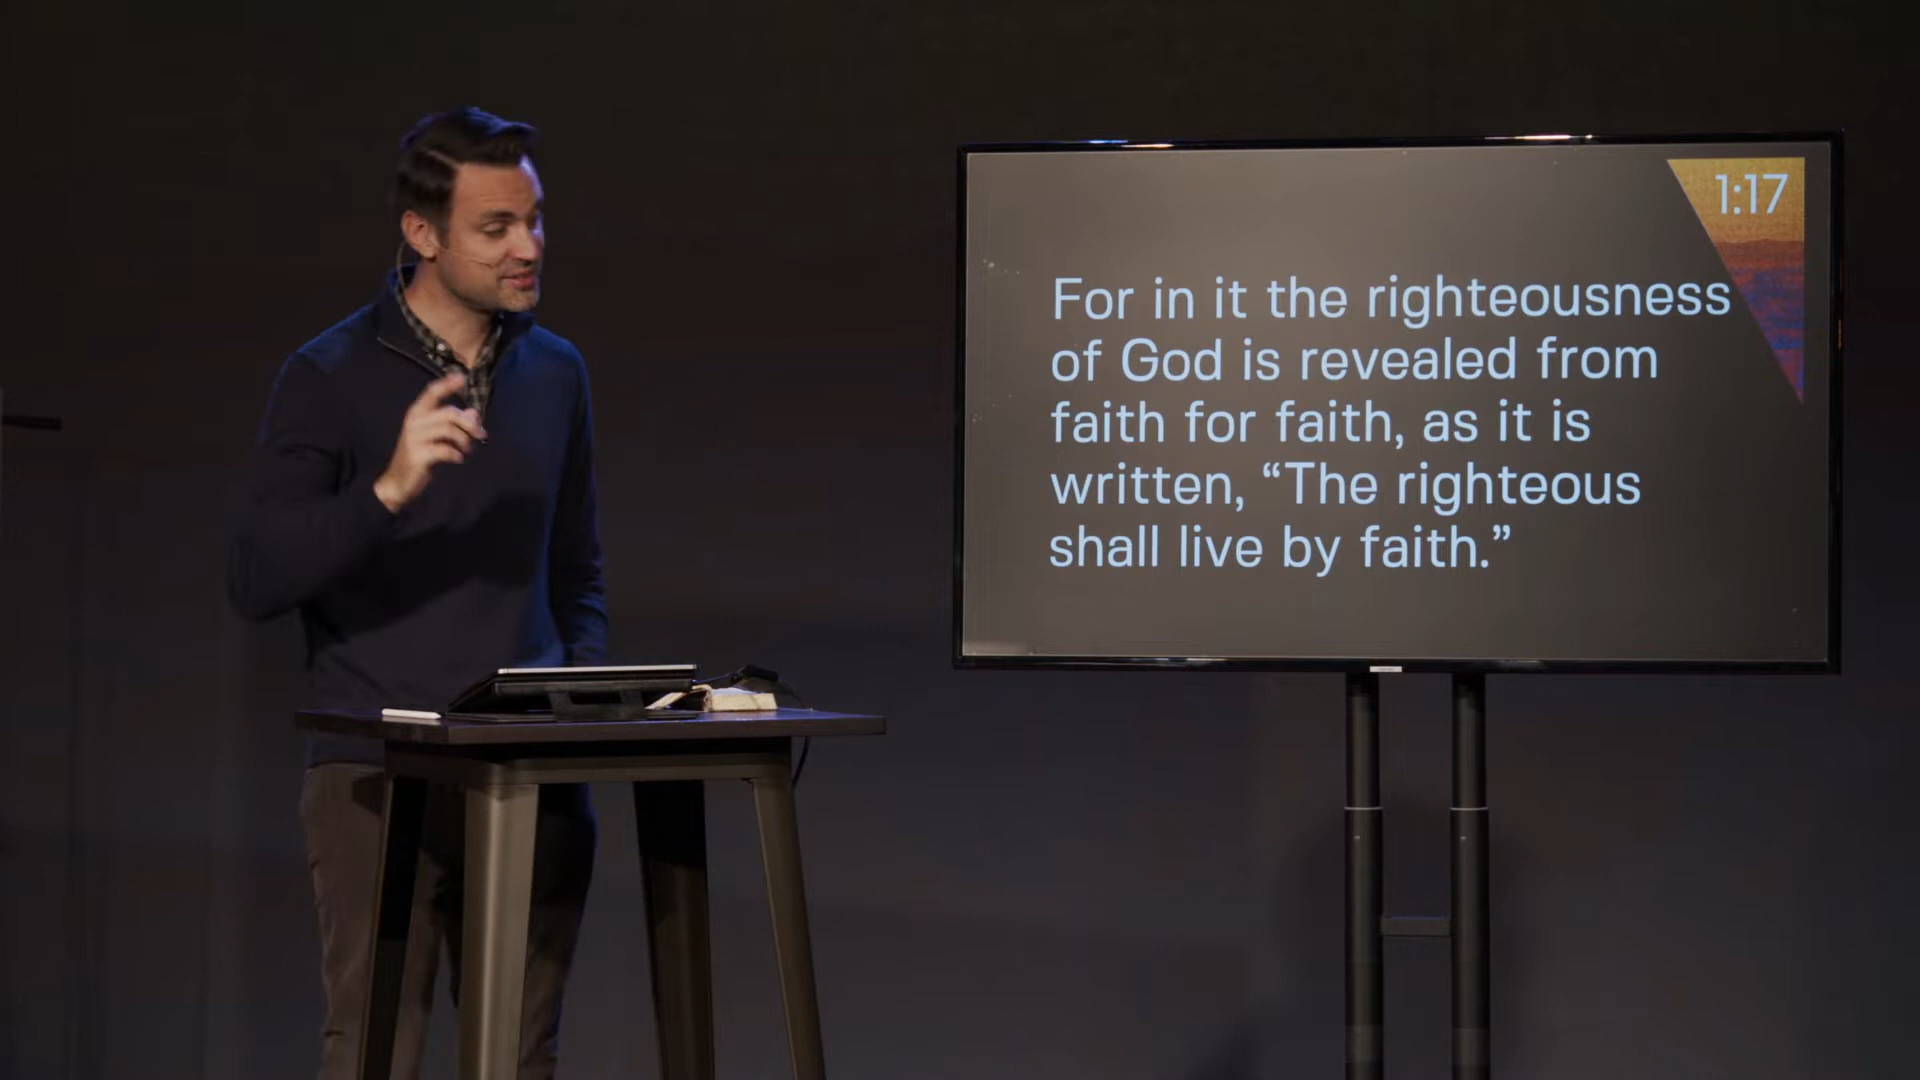 1:17
For in it the righteousness
of God is revealed from
faith for faith, as it is
written, “The righteous
shall live by faith.”